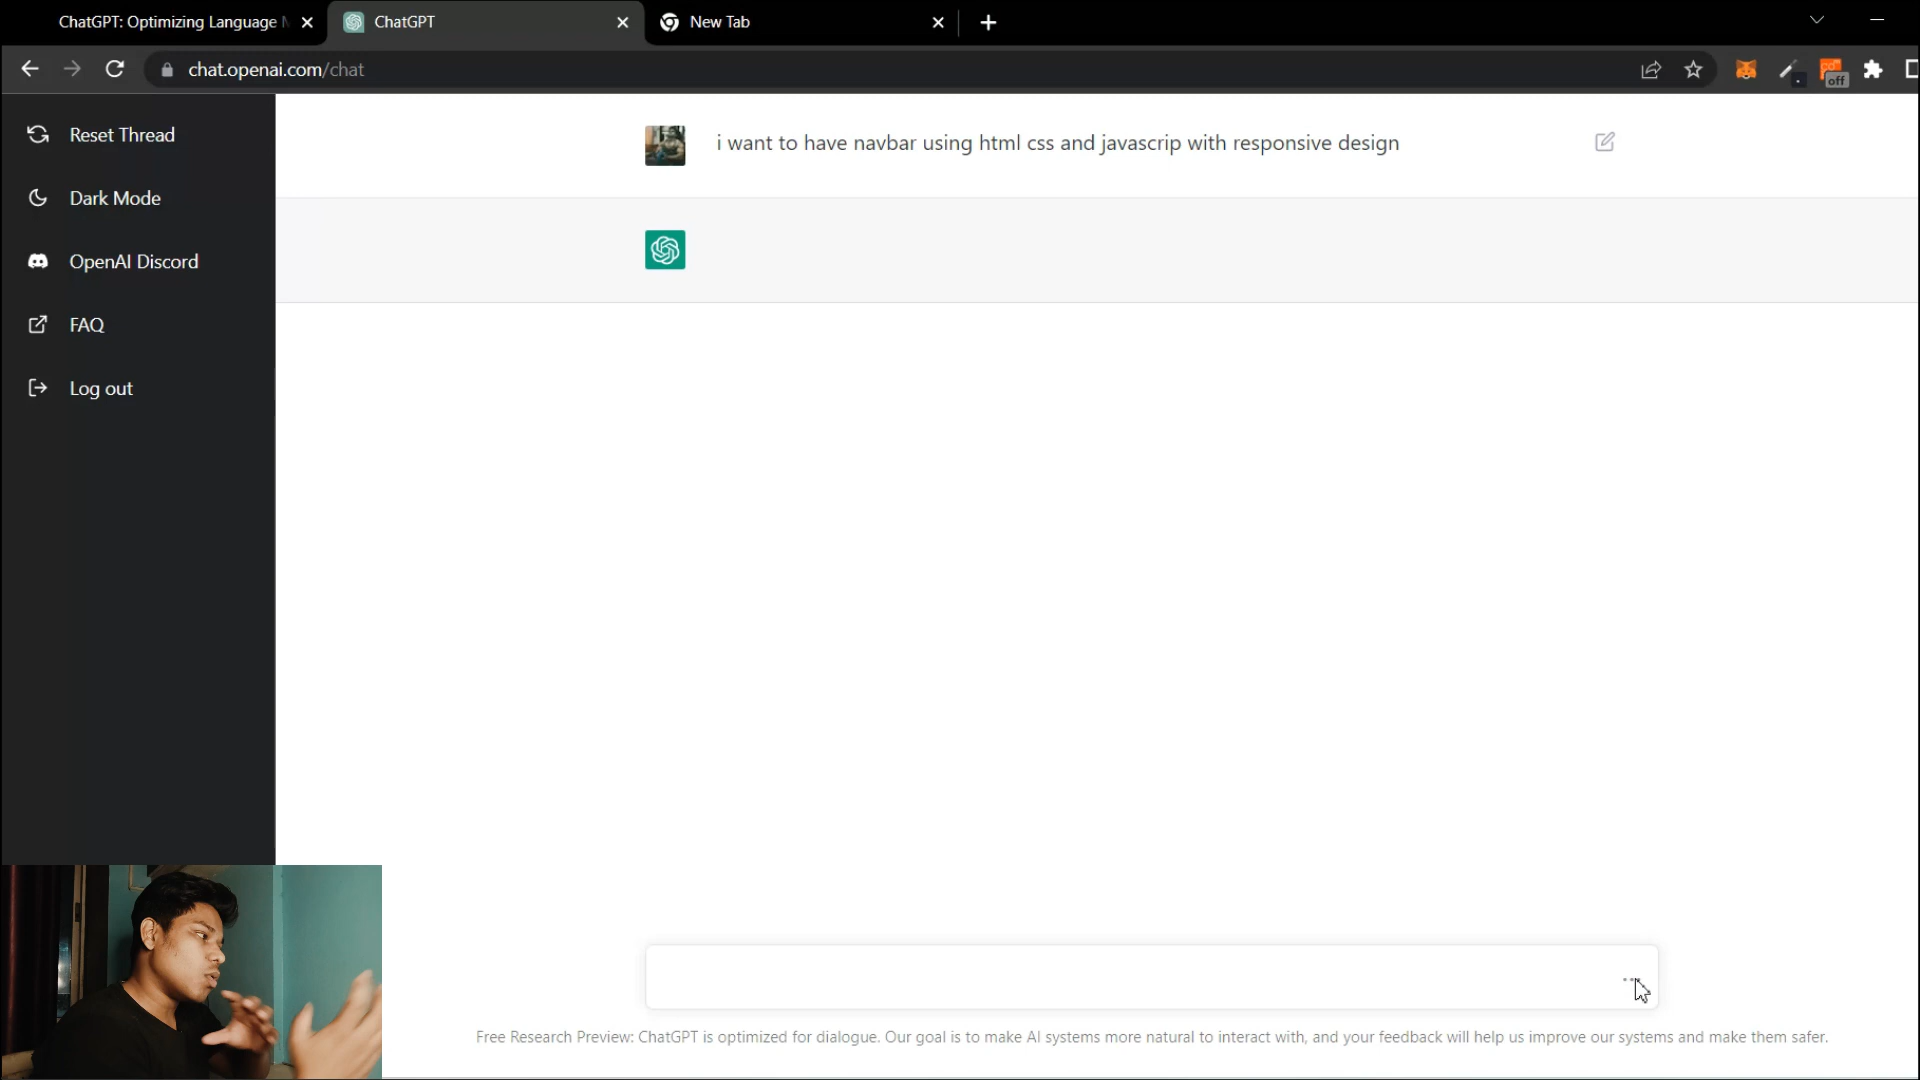 ChatGPT: Optimizing Language
ChatGPT
New Tab
chat.openai.com/chat
off
Reset Thread
Dark Mode
OpenAI Discord
FAQ
Log out
i want to have navbar using html css and javascrip with responsive design
Free Research Preview: ChatGPT is optimized for dialogue. Our goal is to make AI systems more natural to interact with, and your feedback will help us improve our systems and make them safer.